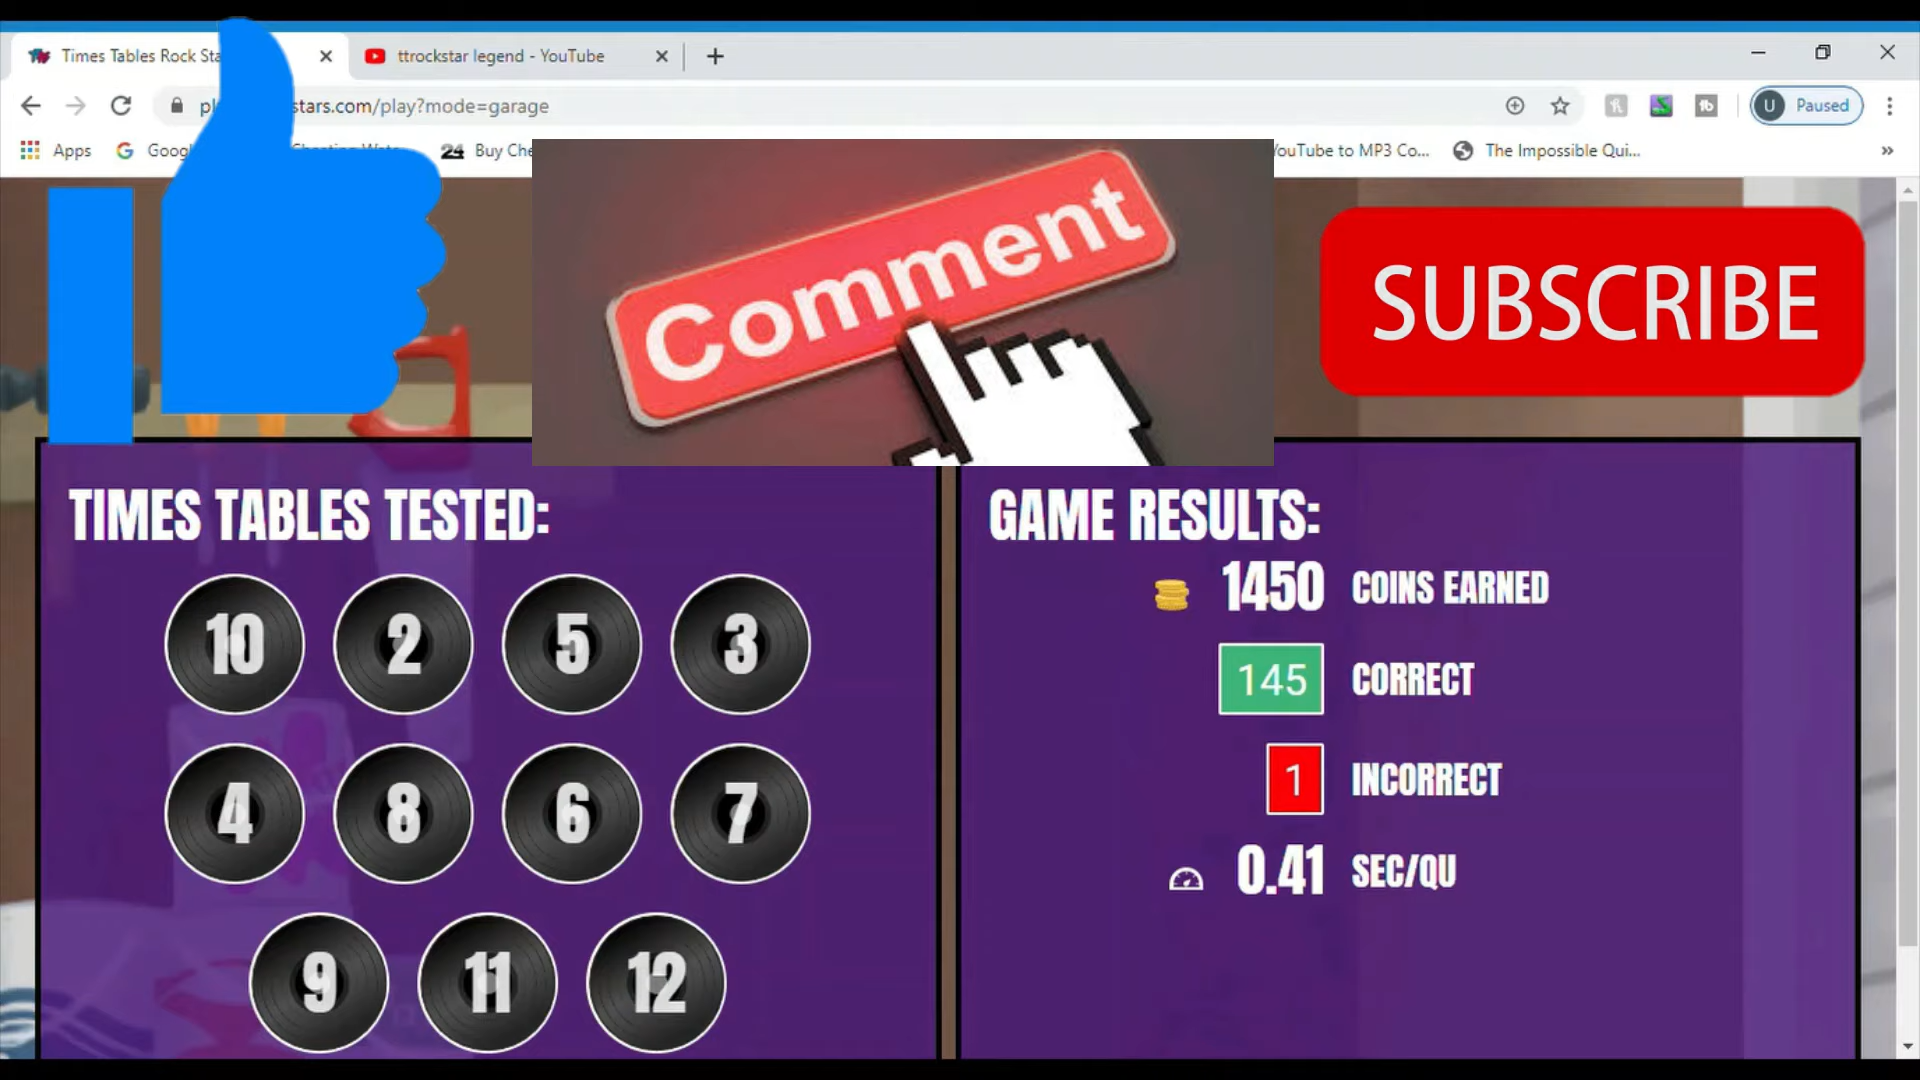 Times Tables Rock Sta
ttrockstar legend - YouTube
stars.com/play?mode=garage
U Paused
Apps
G
24 Buy Che
YouTube to MP3 Co...
The Impossible Qui...
Comment
SUBSCRIBE
TIMES TABLES TESTED:
10 2 5 3
4 8 6 7
9 11 12
GAME RESULTS:
1450 COINS EARNED
145 CORRECT
1 INCORRECT
0.41 SEC/QU